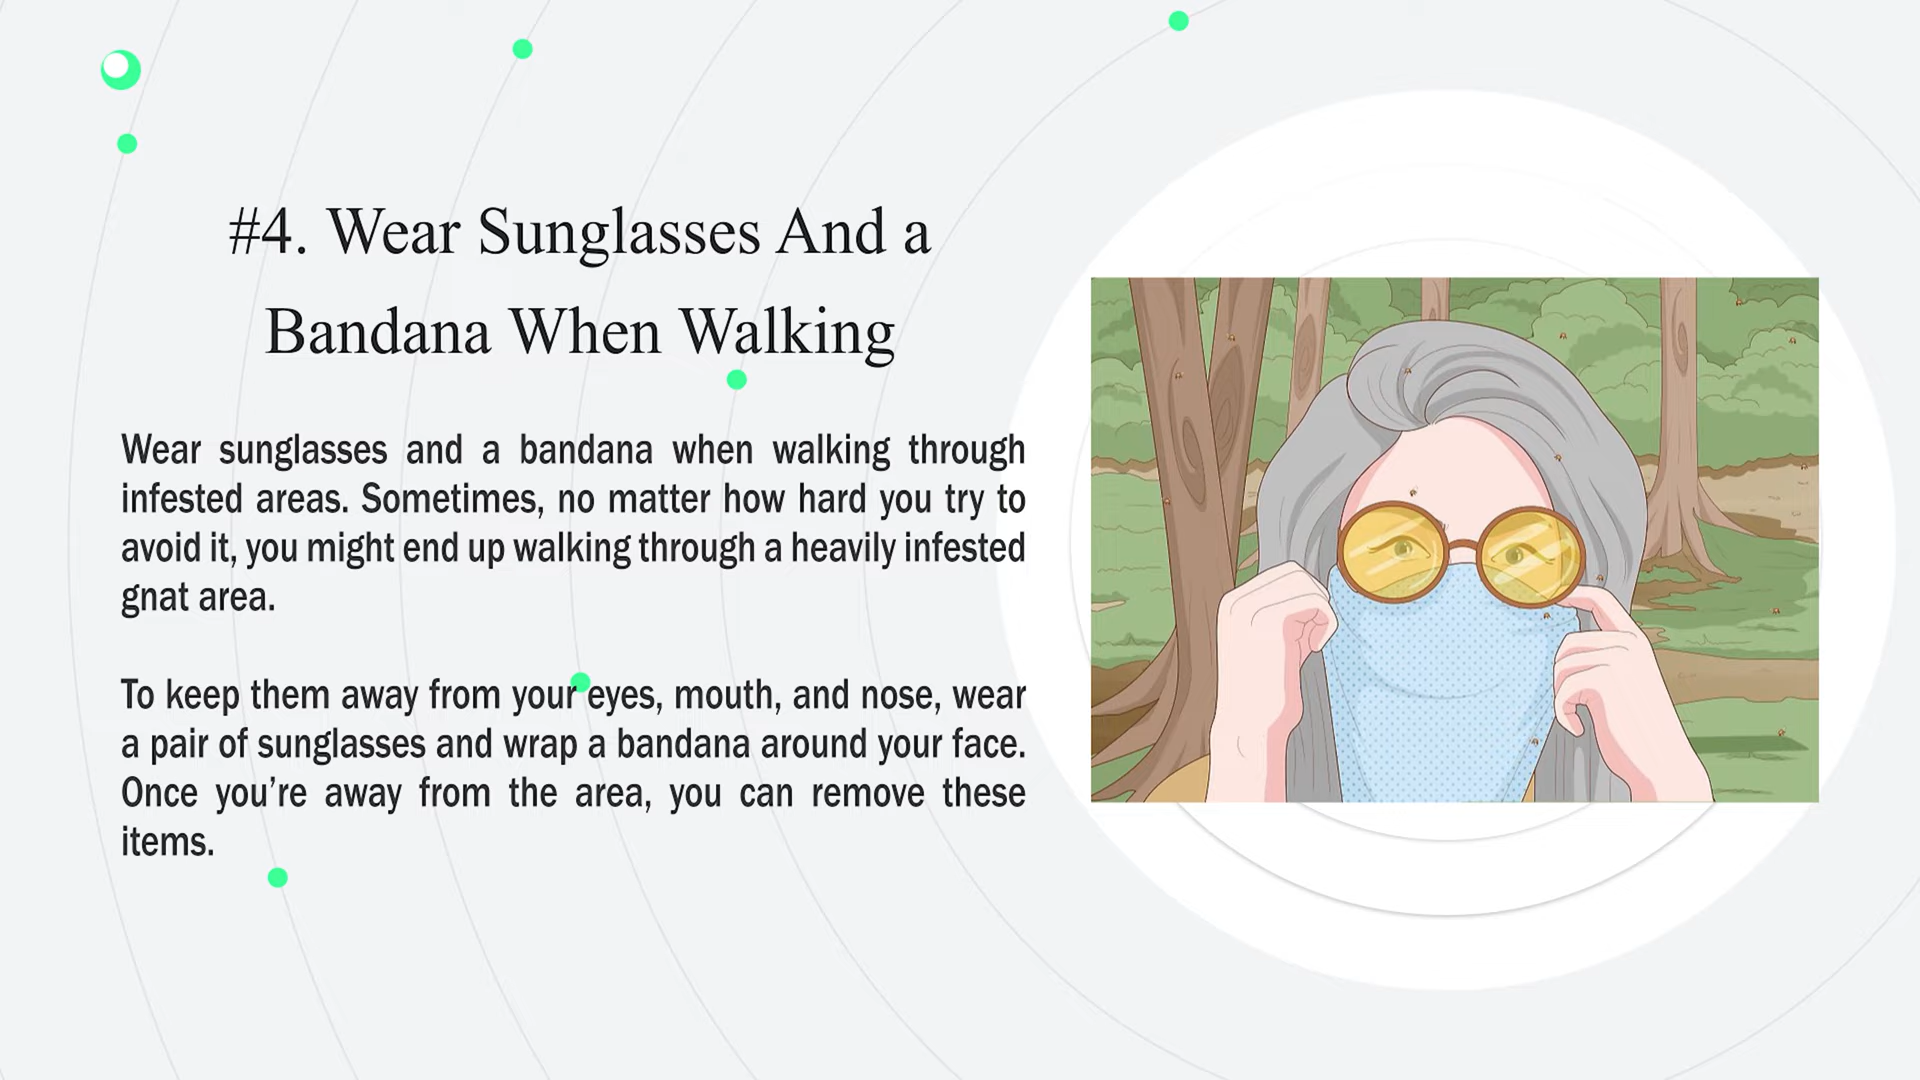 #4. Wear Sunglasses And a
Bandana When Walking
Wear sunglasses and a bandana when walking through
infested areas. Sometimes, no matter how hard you try to
avoid it, you might end up walking through a heavily infested
gnat area.
To keep them away from your eyes, mouth, and nose, wear
a pair of sunglasses and wrap a bandana around your face.
Once you’re away from the area, you can remove these
items.